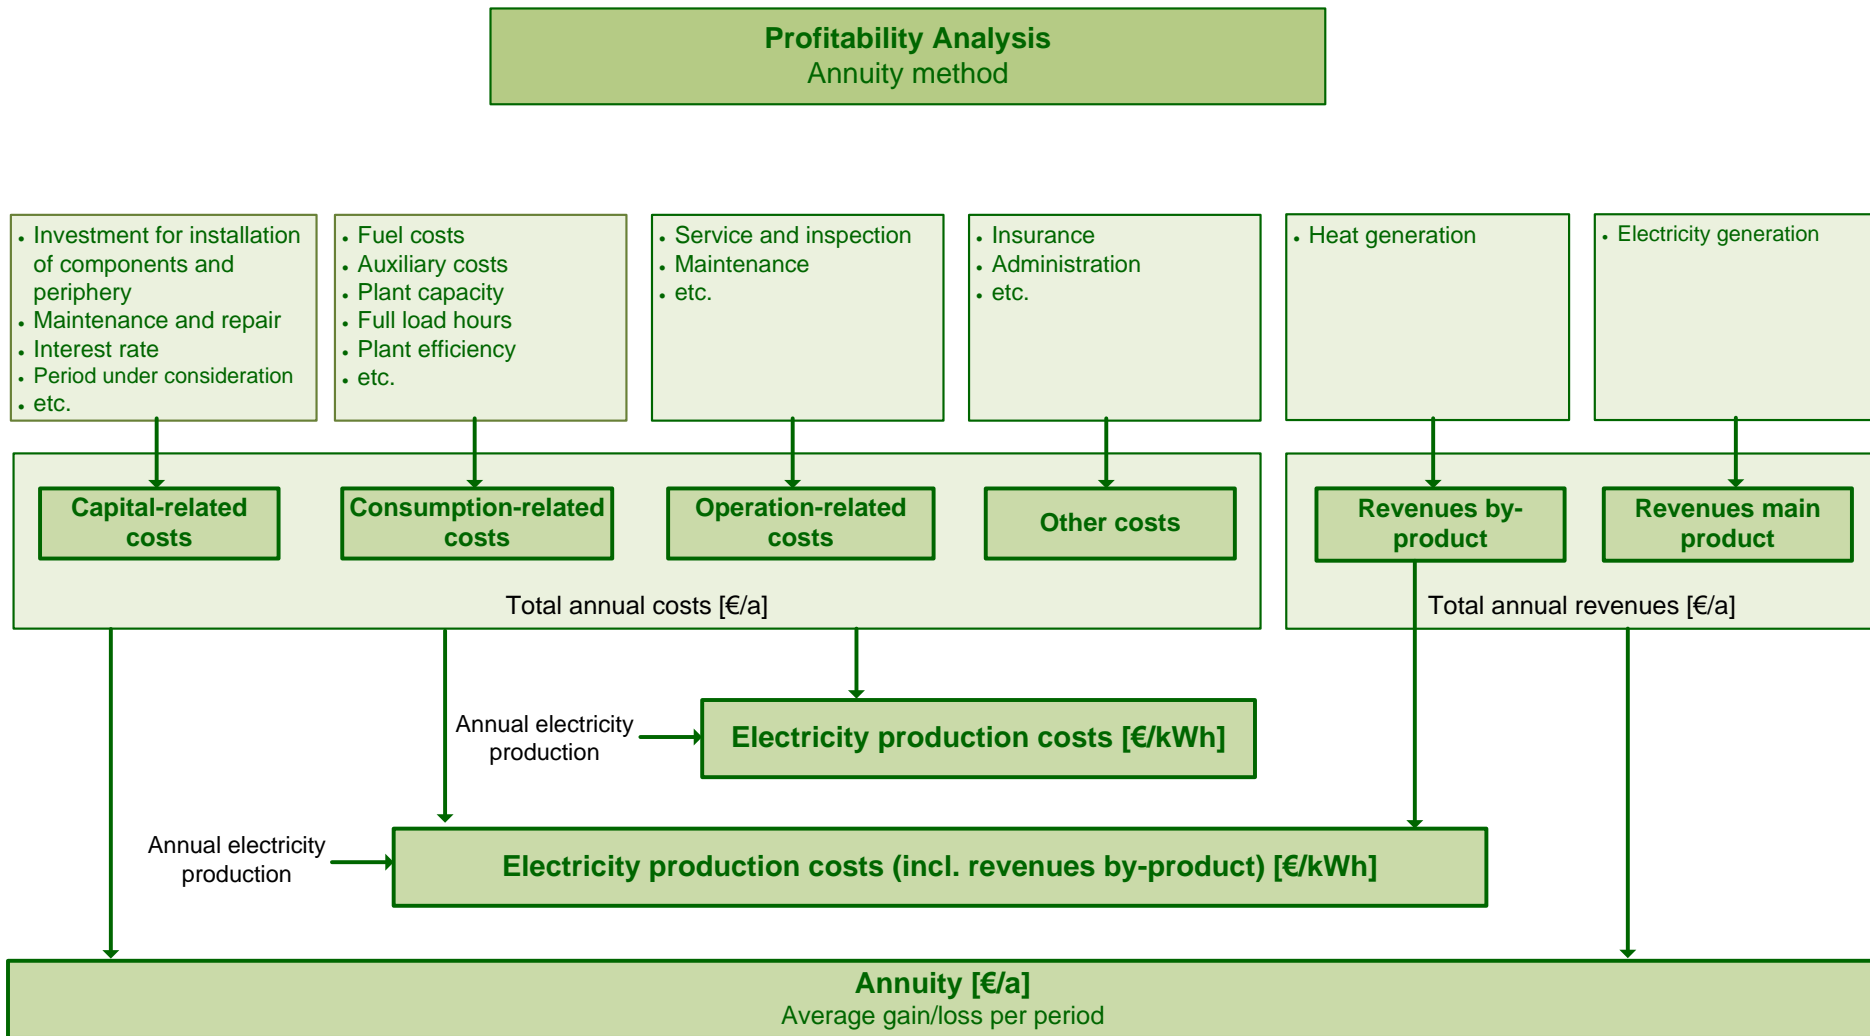 Profitability Analysis
Annuity method
• Investment for installation
of components and
periphery
• Maintenance and repair
• Interest rate
• Period under consideration
• etc.
• Fuel costs
• Auxiliary costs
• Plant capacity
• Full load hours
• Plant efficiency
• etc.
• Service and inspection
• Maintenance
• etc.
• Insurance
• Administration
• etc.
• Heat generation
• Electricity generation
Capital-related
costs
Consumption-related
costs
Operation-related
costs
Other costs
Revenues by-
product
Revenues main
product
Total annual costs [€/a]
Total annual revenues [€/a]
Annual electricity
production
Electricity production costs [€/kWh]
Annual electricity
production
Electricity production costs (incl. revenues by-product) [€/kWh]
Annuity [€/a]
Average gain/loss per period